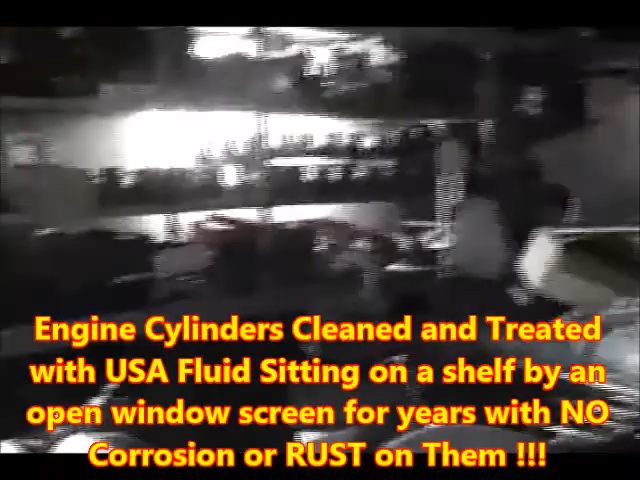 Engine Cylinders Cleaned and Treated
with USA Fluid Sitting on a shelf by an
open window screen for years with NO
Corrosion or RUST on Them !!!